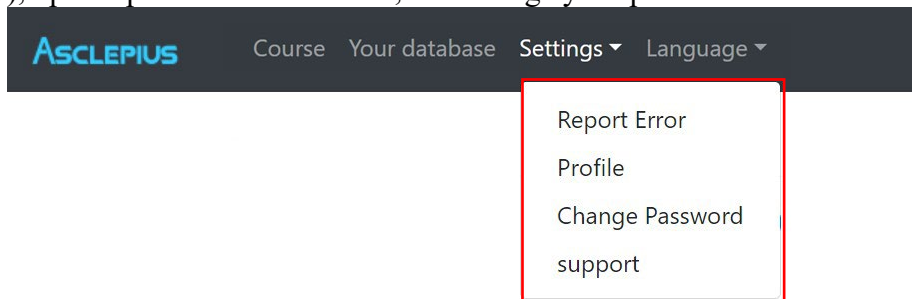 ASCLEPIUS Course Your database Settings Language
Report Error
Profile
Change Password
support